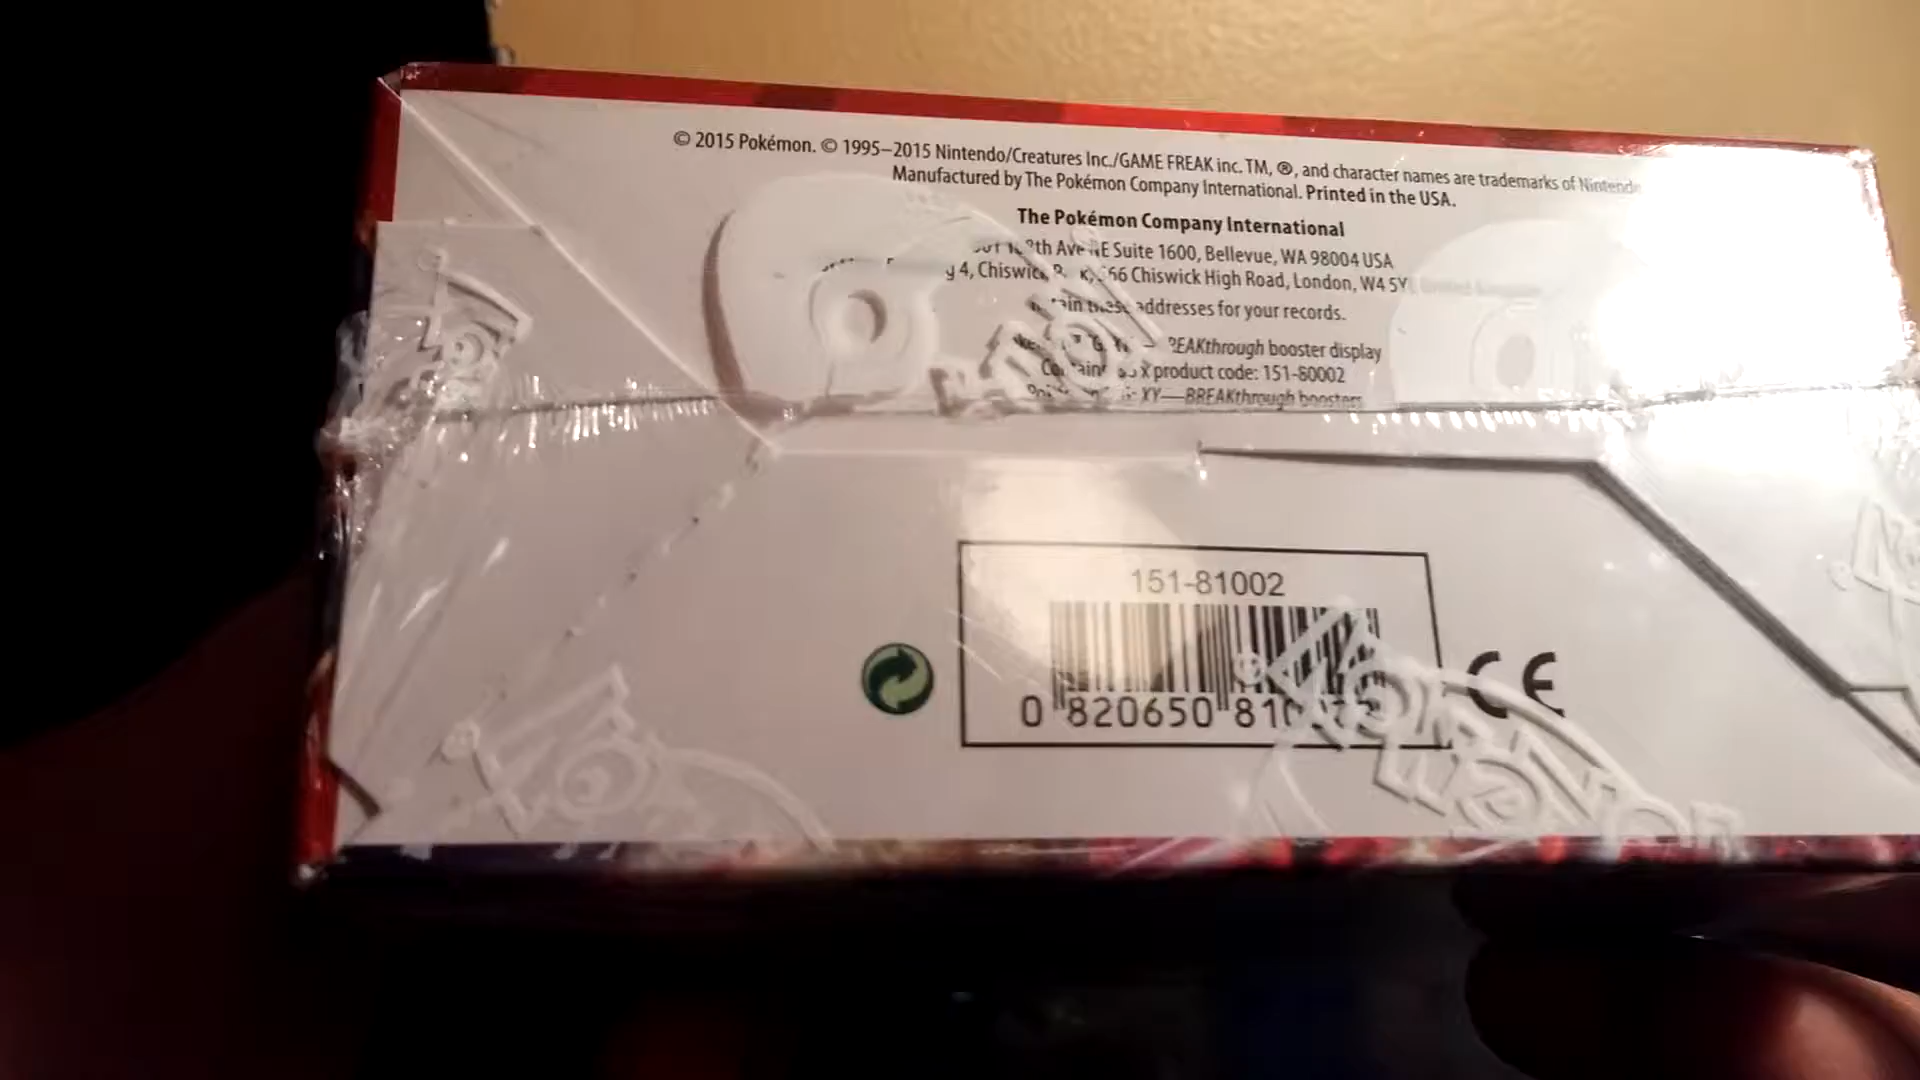 © 2015 Pokémon. © 1995–2015 Nintendo/Creatures Inc./GAME FREAK inc. TM, ®, and character names are trademarks of Nintendo
Manufactured by The Pokémon Company International. Printed in the USA.
The Pokémon Company International
Ave NE Suite 1600, Bellevue, WA 98004 USA
4, Chiswick 566 Chiswick High Road, London, W4 5Y
these addresses for your records.
BREAKthrough booster display
product code: 151-80002
XY—BREAKthrough boosters
151-81002
0 820650 810
CE
Pokémon